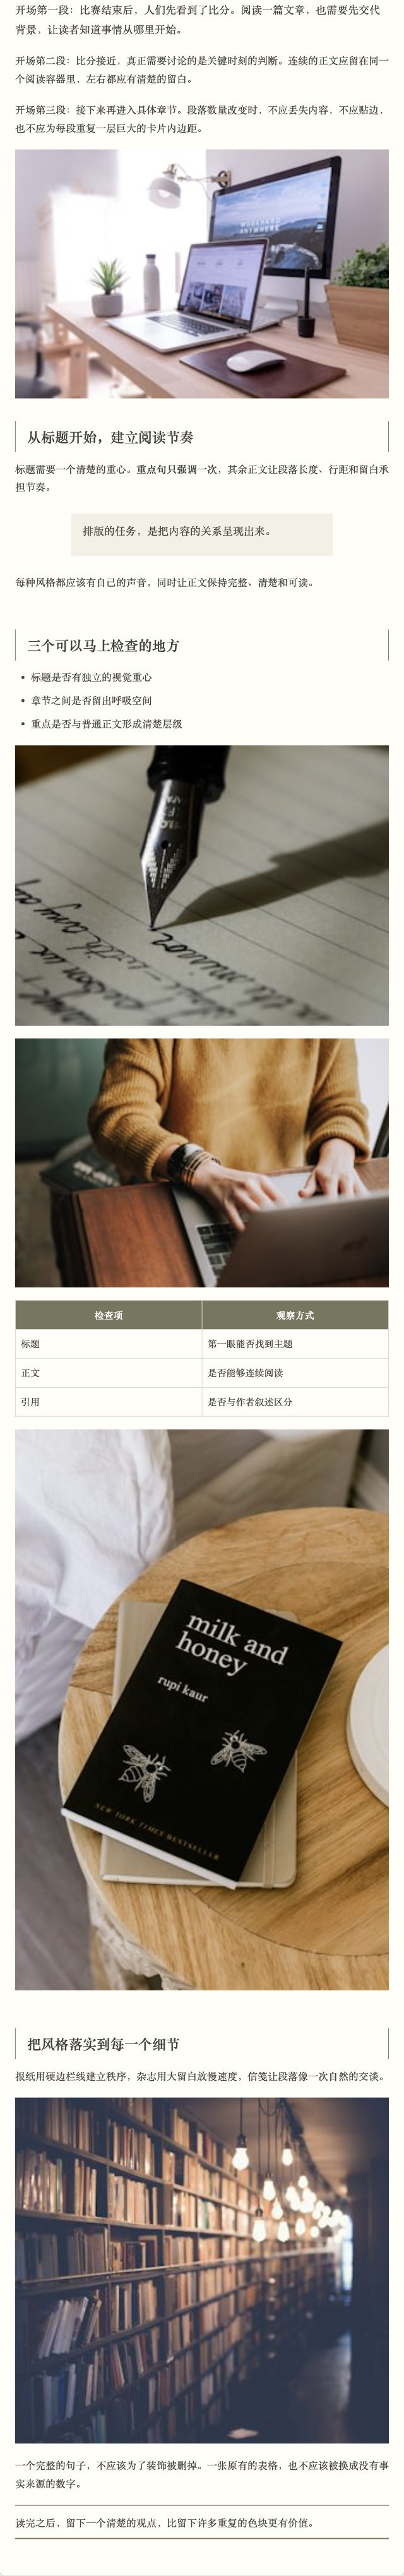 开场第一段：比赛结束后，人们先看到了比分。阅读一篇文章，也需要先交代
背景，让读者知道事情从哪里开始。
开场第二段：比分接近，真正需要讨论的是关键时刻的判断。连续的正文应留在同一
个阅读容器里，左右都应有清楚的留白。
开场第三段：接下来再进入具体章节。段落数量改变时，不应丢失内容，不应贴边，
也不应为每段重复一层巨大的卡片内边距。
从标题开始，建立阅读节奏
标题需要一个清楚的重心。重点句只强调一次，其余正文让段落长度、行距和留白承
担节奏。
排版的任务，是把内容的关系呈现出来。
每种风格都应该有自己的声音，同时让正文保持完整、清楚和可读。
三个可以马上检查的地方
• 标题是否有独立的视觉重心
• 章节之间是否留出呼吸空间
• 重点是否与普通正文形成清楚层级
检查项 观察方式
标题 第一眼能否找到主题
正文 是否能够连续阅读
引用 是否与作者叙述区分
milk and
honey
rupi kaur
NEW YORK TIMES BESTSELLER
把风格落实到每一个细节
报纸用硬边栏线建立秩序，杂志用大留白放慢速度，信笺让段落像一次自然的交谈。
一个完整的句子，不应该为了装饰被删掉。一张原有的表格，也不应该被换成没有事
实来源的数字。
读完之后，留下一个清楚的观点，比留下许多重复的色块更有价值。